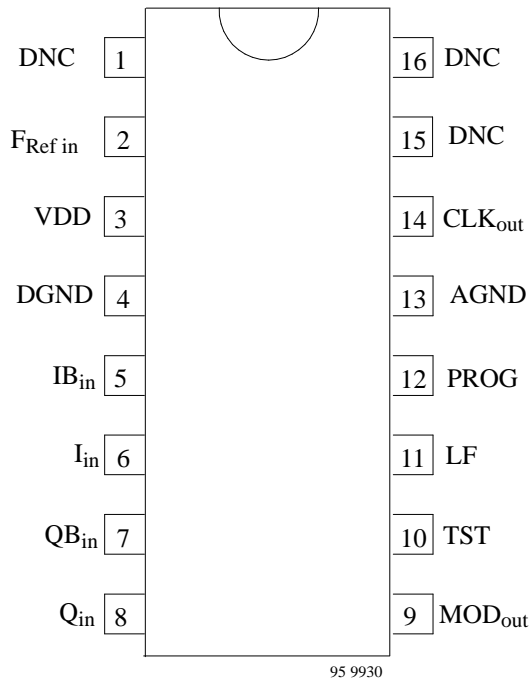 DNC 1 16 DNC
F Ref in 2 15 DNC
VDD 3 14 CLK out
DGND 4 13 AGND
IB in 5 12 PROG
I in 6 11 LF
QB in 7 10 TST
Q in 8 9 MOD out
95 9930